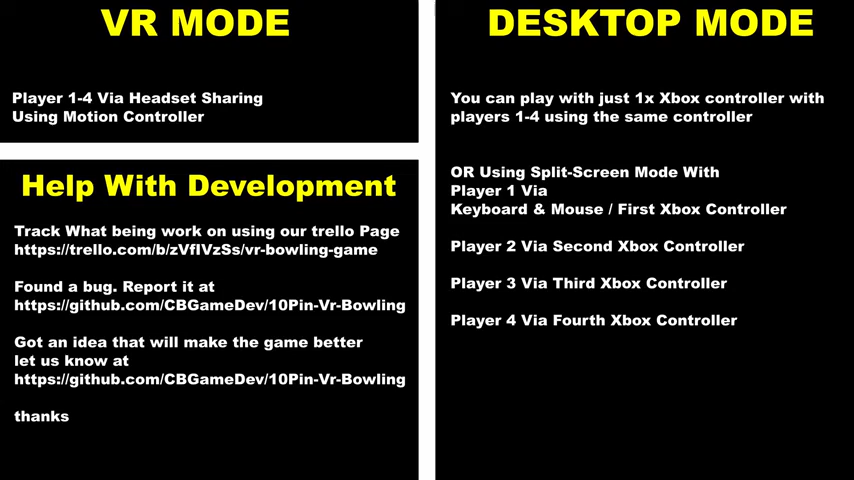 VR MODE
Player 1-4 Via Headset Sharing
Using Motion Controller
Help With Development
Track What being work on using our trello Page
https://trello.com/b/zVfIVzSs/vr-bowling-game
Found a bug. Report it at
https://github.com/CBGameDev/10Pin-Vr-Bowling
Got an idea that will make the game better
let us know at
https://github.com/CBGameDev/10Pin-Vr-Bowling
thanks
DESKTOP MODE
You can play with just 1x Xbox controller with
players 1-4 using the same controller
OR Using Split-Screen Mode With
Player 1 Via
Keyboard & Mouse / First Xbox Controller
Player 2 Via Second Xbox Controller
Player 3 Via Third Xbox Controller
Player 4 Via Fourth Xbox Controller